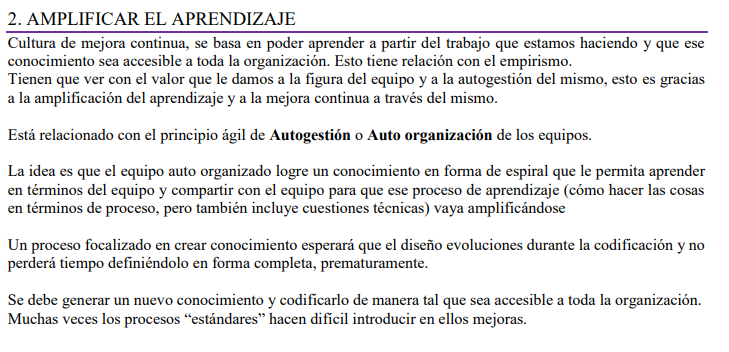 2. AMPLIFICAR EL APRENDIZAJE
Cultura de mejora continua, se basa en poder aprender a partir del trabajo que estamos haciendo y que ese
conocimiento sea accesible a toda la organización. Esto tiene relación con el empirismo.
Tienen que ver con el valor que le damos a la figura del equipo y a la autogestión del mismo, esto es gracias
a la amplificación del aprendizaje y a la mejora continua a través del mismo.
Está relacionado con el principio ágil de Autogestión o Auto organización de los equipos.
La idea es que el equipo auto organizado logre un conocimiento en forma de espiral que le permita aprender
en términos del equipo y compartir con el equipo para que ese proceso de aprendizaje (cómo hacer las cosas
en términos de proceso, pero también incluye cuestiones técnicas) vaya amplificándose
Un proceso focalizado en crear conocimiento esperará que el diseño evoluciones durante la codificación y no
perderá tiempo definiéndolo en forma completa, prematuramente.
Se debe generar un nuevo conocimiento y codificarlo de manera tal que sea accesible a toda la organización.
Muchas veces los procesos “estándares” hacen difícil introducir en ellos mejoras.